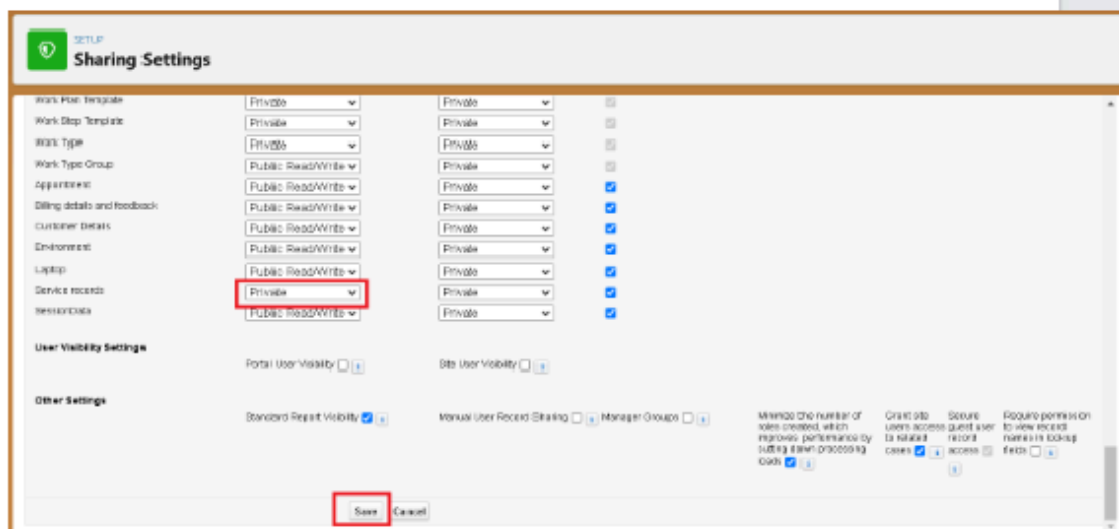 SETUP
Sharing Settings
Work Plan Template Private Private
Work Step Template Private Private
Work Type Private Private
Work Type Group Public Read/Write Private
Appointment Public Read/Write Private
Billing details and feedback Public Read/Write Private
Customer Details Public Read/Write Private
Environment Public Read/Write Private
Laptop Public Read/Write Private
Service records Private Private
SessionData Public Read/Write Private
User Visibility Settings
Portal User Visibility i Site User Visibility i
Other Settings
Standard Report Visibility i Manual User Record Sharing i Manager Groups i
Minimize the number of
roles created, which
improves performance by
cutting down processing
loads i
Grant site
users access
to related
cases i
Secure
guest user
record
access
i
Require permission
to view record
names in lookup
fields i
Save Cancel